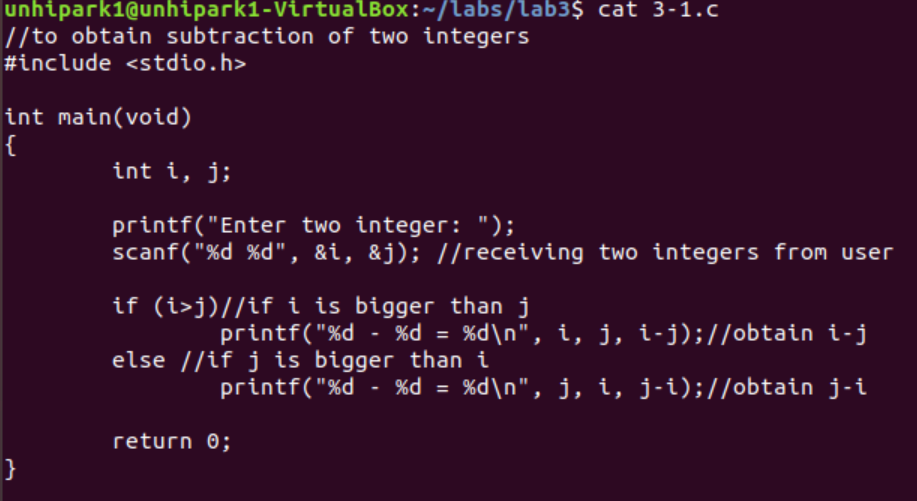 unhipark1@unhipark1-VirtualBox:~/labs/lab3$ cat 3-1.c
//to obtain subtraction of two integers
#include <stdio.h>

int main(void)
{
        int i, j;

        printf("Enter two integer: ");
        scanf("%d %d", &i, &j); //receiving two integers from user

        if (i>j)//if i is bigger than j
                printf("%d - %d = %d\n", i, j, i-j);//obtain i-j
        else //if j is bigger than i
                printf("%d - %d = %d\n", j, i, j-i);//obtain j-i

        return 0;
}